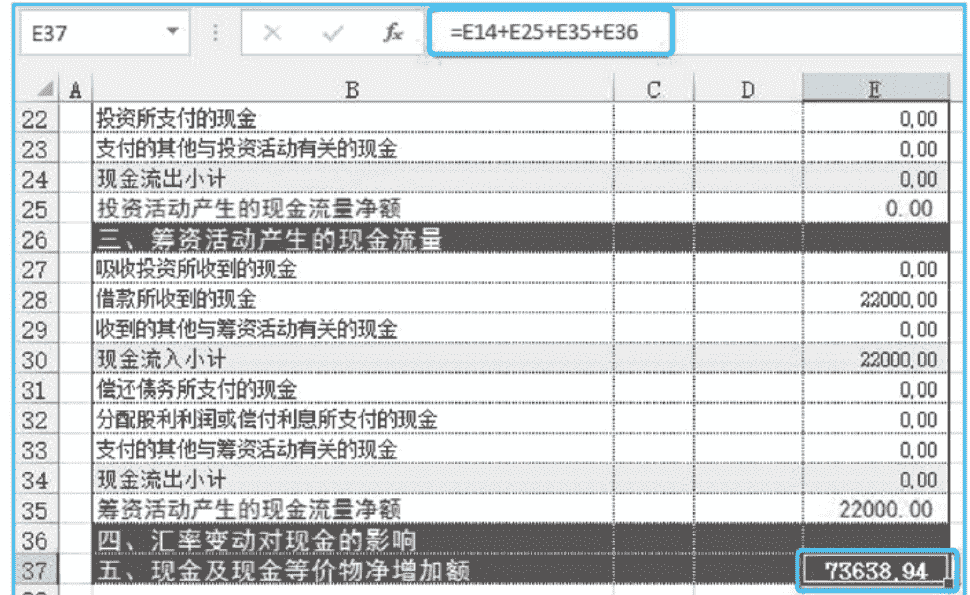 E37 fx =E14+E25+E35+E36
A B C D E
22 投资所支付的现金 0.00
23 支付的其他与投资活动有关的现金 0.00
24 现金流出小计 0.00
25 投资活动产生的现金流量净额 0.00
26 三、筹资活动产生的现金流量
27 吸收投资所收到的现金 0.00
28 借款所收到的现金 22000.00
29 收到的其他与筹资活动有关的现金 0.00
30 现金流入小计 22000.00
31 偿还债务所支付的现金 0.00
32 分配股利利润或偿付利息所支付的现金 0.00
33 支付的其他与筹资活动有关的现金 0.00
34 现金流出小计 0.00
35 筹资活动产生的现金流量净额 22000.00
36 四、汇率变动对现金的影响
37 五、现金及现金等价物净增加额 73638.94